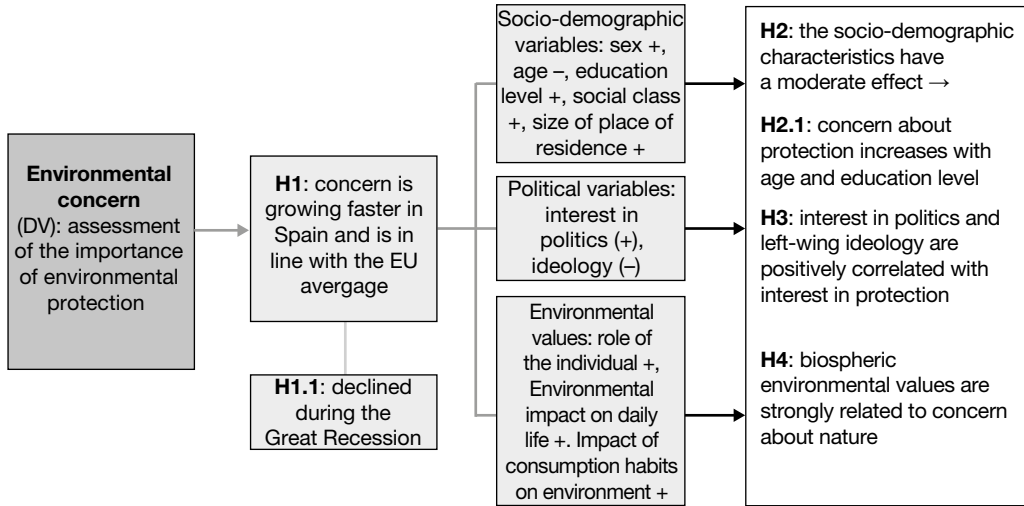 Environmental
concern
(DV): assessment
of the importance
of environmental
protection
H1: concern is
growing faster in
Spain and is in
line with the EU
avergage
H1.1: declined
during the
Great Recession
Socio-demographic
variables: sex +,
age –, education
level +, social class
+, size of place of
residence +
Political variables:
interest in
politics (+),
ideology (–)
Environmental
values: role of
the individual +,
Environmental
impact on daily
life +. Impact of
consumption habits
on environment +
H2: the socio-demographic
characteristics have
a moderate effect →
H2.1: concern about
protection increases with
age and education level
H3: interest in politics and
left-wing ideology are
positively correlated with
interest in protection
H4: biospheric
environmental values are
strongly related to concern
about nature